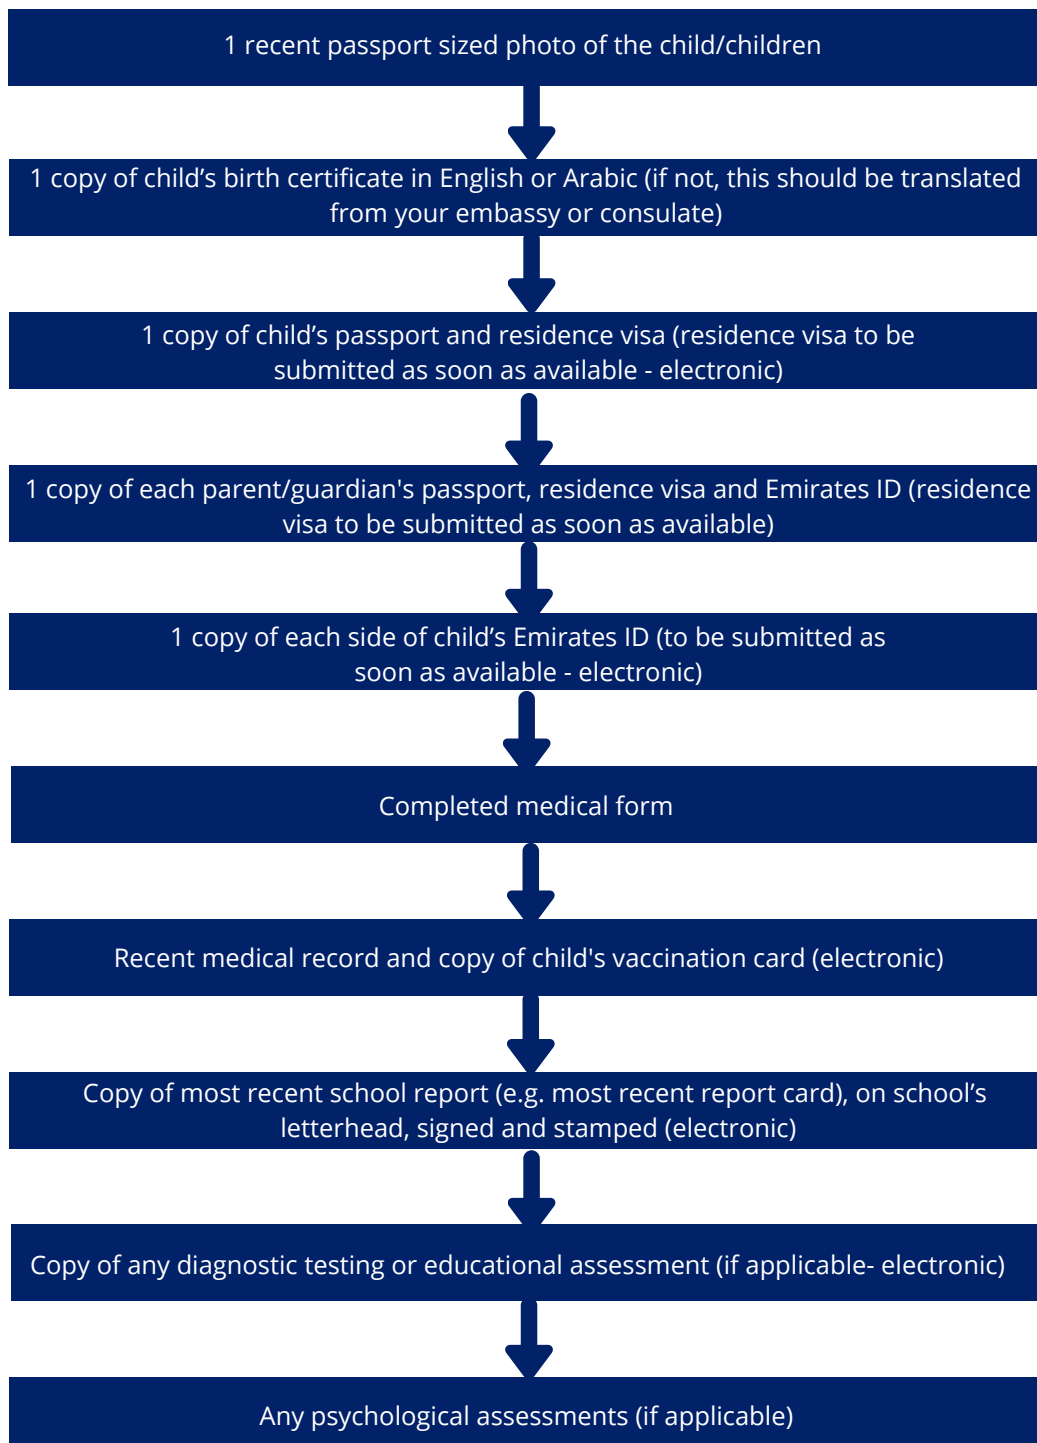 1 recent passport sized photo of the child/children
1 copy of child’s birth certificate in English or Arabic (if not, this should be translated
from your embassy or consulate)
1 copy of child’s passport and residence visa (residence visa to be
submitted as soon as available - electronic)
1 copy of each parent/guardian's passport, residence visa and Emirates ID (residence
visa to be submitted as soon as available)
1 copy of each side of child’s Emirates ID (to be submitted as
soon as available - electronic)
Completed medical form
Recent medical record and copy of child's vaccination card (electronic)
Copy of most recent school report (e.g. most recent report card), on school’s
letterhead, signed and stamped (electronic)
Copy of any diagnostic testing or educational assessment (if applicable- electronic)
Any psychological assessments (if applicable)